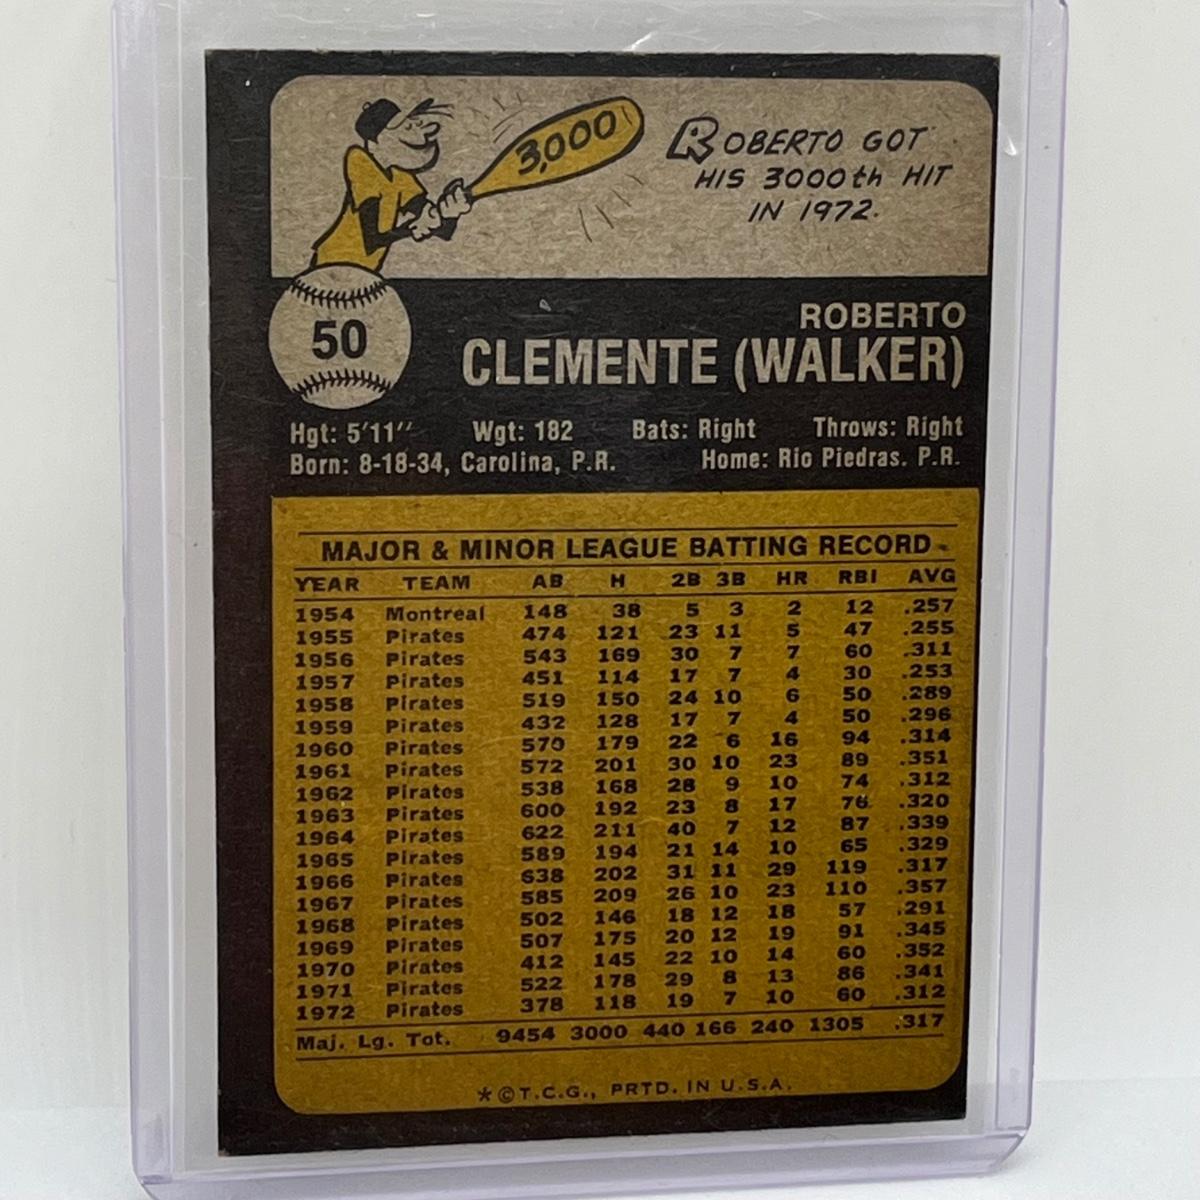 3,000
ROBERTO GOT
HIS 3000th HIT
IN 1972.
50
ROBERTO
CLEMENTE (WALKER)
Hgt: 5'11" Wgt: 182 Bats: Right Throws: Right
Born: 8-18-34, Carolina, P.R. Home: Rio Piedras. P.R.
MAJOR & MINOR LEAGUE BATTING RECORD
YEAR TEAM AB H 2B 3B HR RBI AVG
1954 Montreal 148 38 5 3 2 12 .257
1955 Pirates 474 121 23 11 5 47 .255
1956 Pirates 543 169 30 7 7 60 .311
1957 Pirates 451 114 17 7 4 30 .253
1958 Pirates 519 150 24 10 6 50 .289
1959 Pirates 432 128 17 7 4 50 .296
1960 Pirates 570 179 22 6 16 94 .314
1961 Pirates 572 201 30 10 23 89 .351
1962 Pirates 538 168 28 9 10 74 .312
1963 Pirates 600 192 23 8 17 76 .320
1964 Pirates 622 211 40 7 12 87 .339
1965 Pirates 589 194 21 14 10 65 .329
1966 Pirates 638 202 31 11 29 119 .317
1967 Pirates 585 209 26 10 23 110 .357
1968 Pirates 502 146 18 12 18 57 .291
1969 Pirates 507 175 20 12 19 91 .345
1970 Pirates 412 145 22 10 14 60 .352
1971 Pirates 522 178 29 8 13 86 .341
1972 Pirates 378 118 19 7 10 60 .312
Maj. Lg. Tot. 9454 3000 440 166 240 1305 .317
*©T.C.G., PRTD. IN U.S.A.